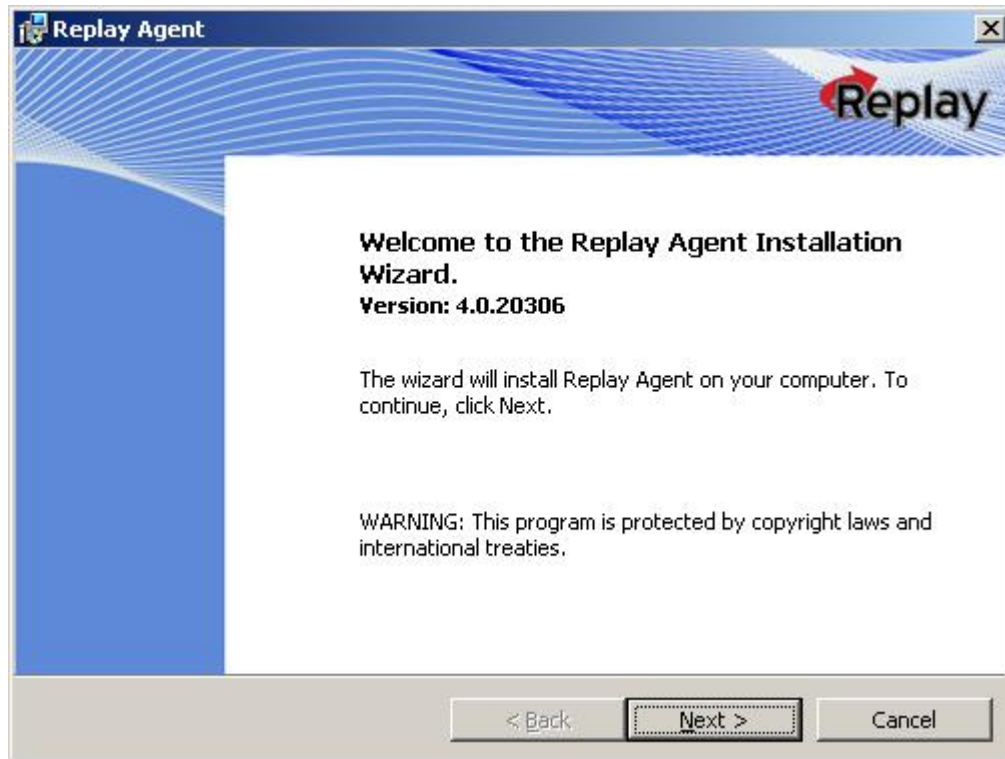 Replay Agent
Replay
Welcome to the Replay Agent Installation
Wizard.
Version: 4.0.20306
The wizard will install Replay Agent on your computer. To
continue, click Next.
WARNING: This program is protected by copyright laws and
international treaties.
< Back
Next >
Cancel